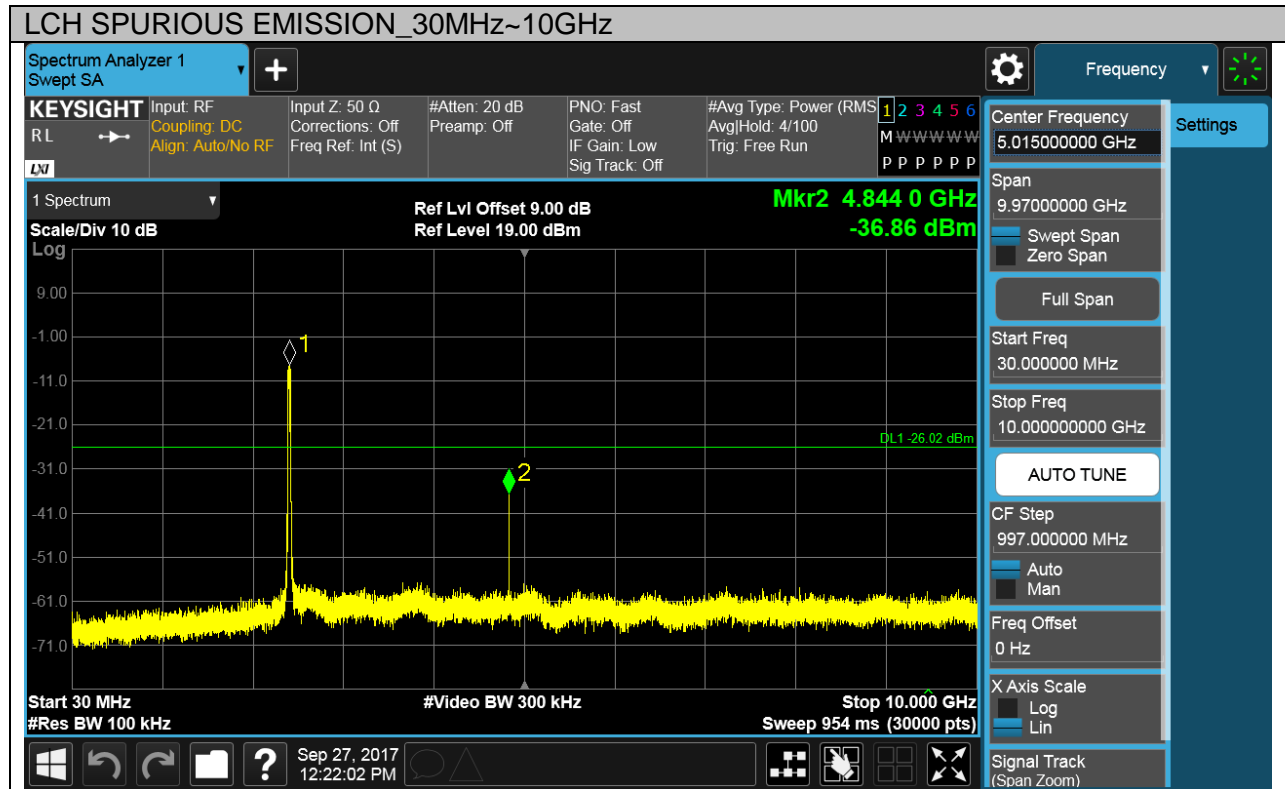 LCH SPURIOUS EMISSION_30MHz~10GHz
Spectrum Analyzer 1
Swept SA
+
Frequency
KEYSIGHT
RL
LXI
Input: RF
Coupling: DC
Align: Auto/No RF
Input Z: 50 Ω
Corrections: Off
Freq Ref: Int (S)
#Atten: 20 dB
Preamp: Off
PNO: Fast
Gate: Off
IF Gain: Low
Sig Track: Off
#Avg Type: Power (RMS
Avg|Hold: 4/100
Trig: Free Run
1 2 3 4 5 6
M W W W W W
P P P P P P
1 Spectrum
Scale/Div 10 dB
Ref Lvl Offset 9.00 dB
Ref Level 19.00 dBm
Mkr2 4.844 0 GHz
-36.86 dBm
Log
9.00
-1.00
-11.0
-21.0
-31.0
-41.0
-51.0
-61.0
-71.0
1
2
DL1 -26.02 dBm
Start 30 MHz
#Res BW 100 kHz
#Video BW 300 kHz
Stop 10.000 GHz
Sweep 954 ms (30000 pts)
Center Frequency
5.015000000 GHz
Settings
Span
9.97000000 GHz
Swept Span
Zero Span
Full Span
Start Freq
30.000000 MHz
Stop Freq
10.000000000 GHz
AUTO TUNE
CF Step
997.000000 MHz
Auto
Man
Freq Offset
0 Hz
X Axis Scale
Log
Lin
Signal Track
(Span Zoom)
?
Sep 27, 2017
12:22:02 PM